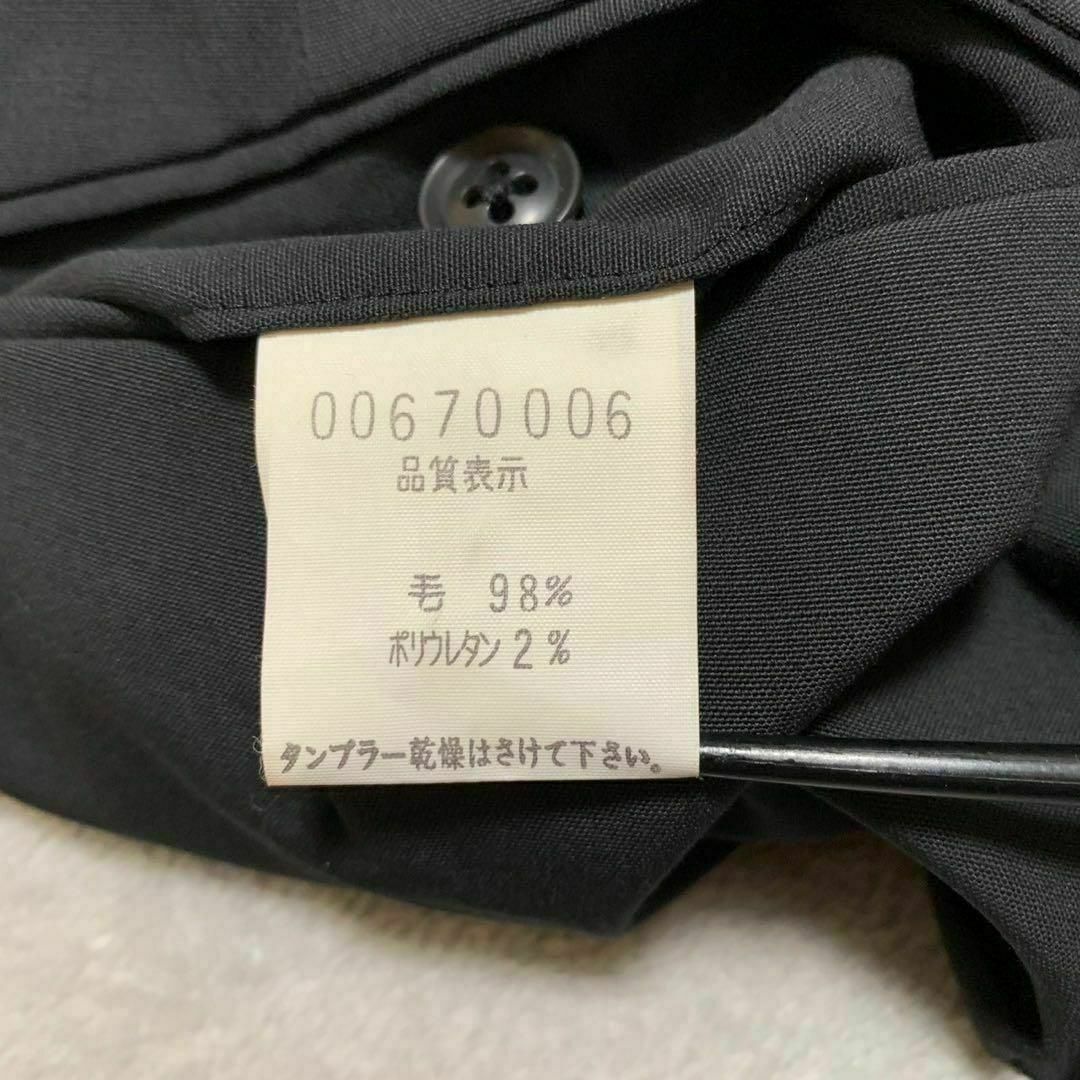 00670006
品質表示
毛 98%
ポリウレタン 2%
タンブラー乾燥はさけて下さい。